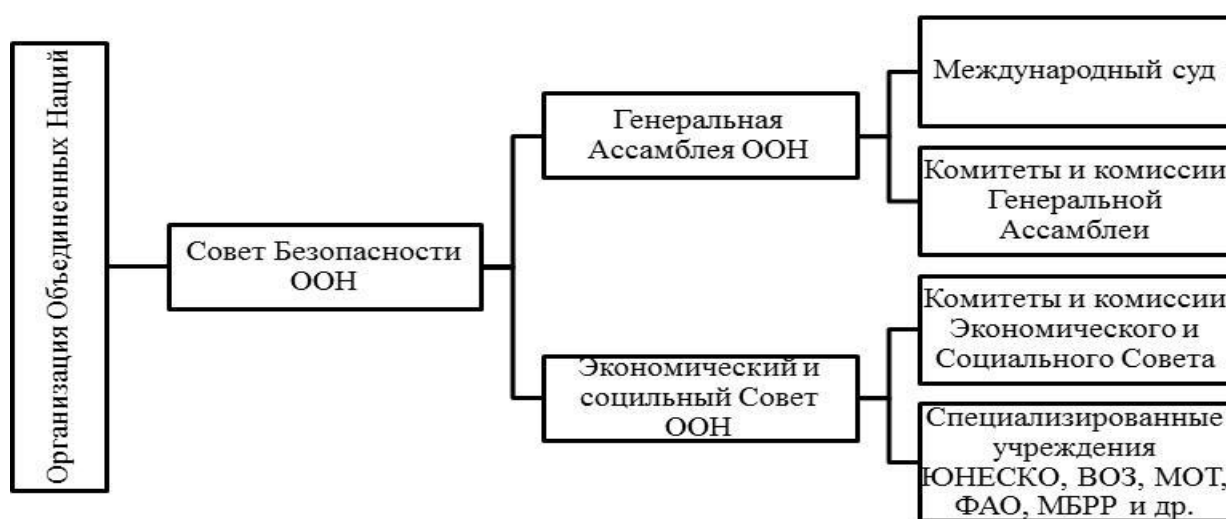 Организация Объединенных Наций
Совет Безопасности
ООН
Генеральная
Ассамблея ООН
Экономический и
социльный Совет
ООН
Международный суд
Комитеты и комиссии
Генеральной
Ассамблеи
Комитеты и комиссии
Экономического и
Социального Совета
Специализированные
учреждения
ЮНЕСКО, ВОЗ, МОТ,
ФАО, МБРР и др.